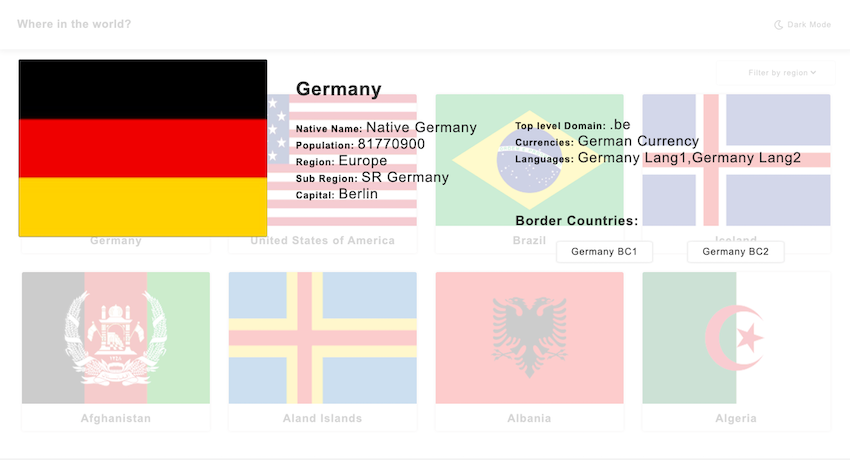 Where in the world?
Dark Mode
Filter by region
Germany
Native Name: Native Germany
Population: 81770900
Region: Europe
Sub Region: SR Germany
Capital: Berlin
Top level Domain: .be
Currencies: German Currency
Languages: Germany Lang1,Germany Lang2
Border Countries:
Germany BC1
Germany BC2
Germany
United States of America
Brazil
Iceland
Afghanistan
Aland Islands
Albania
Algeria